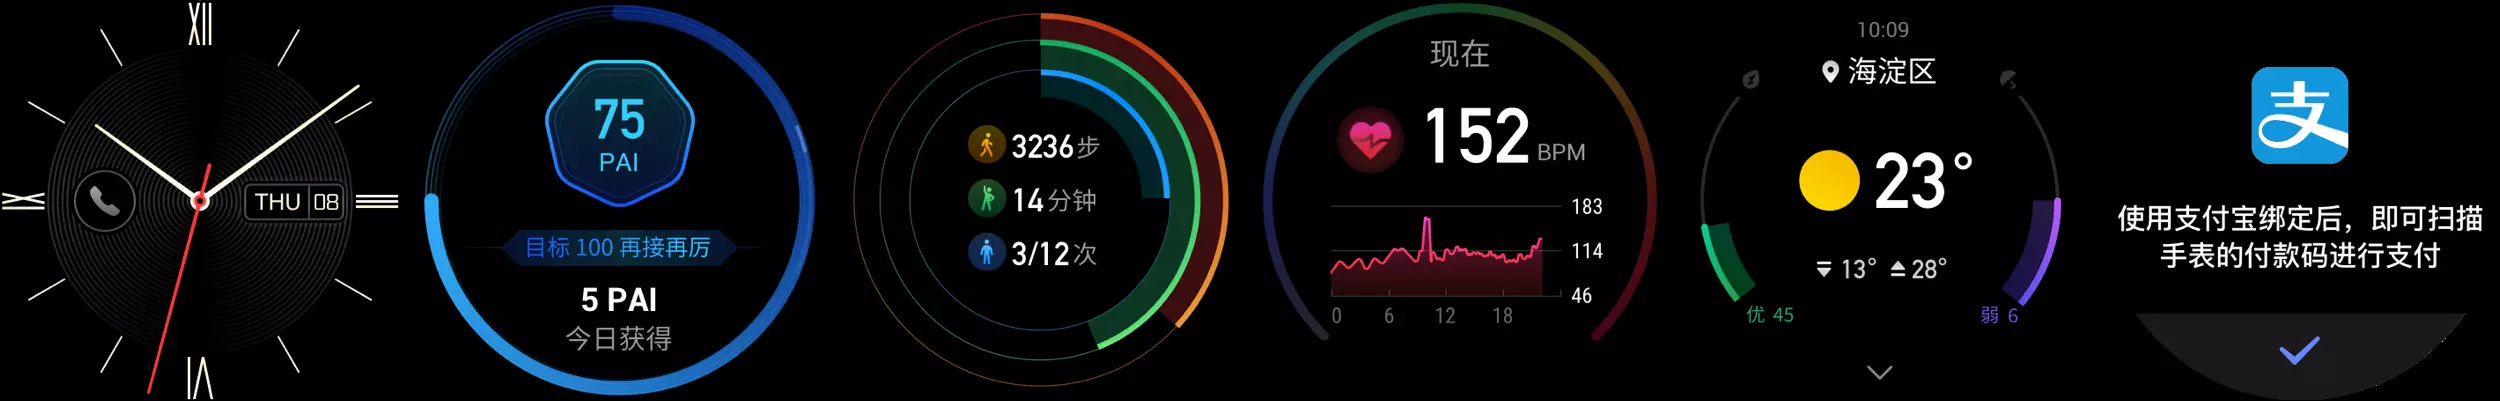 XII
III
VI
IX
THU 08
75
PAI
目标 100 再接再厉
5 PAI
今日获得
3236步
14分钟
3/12次
现在
152 BPM
183
114
46
0 6 12 18
10:09
海淀区
23°
13° 28°
优 45
弱 6
支
使用支付宝绑定后，即可扫描
手表的付款码进行支付